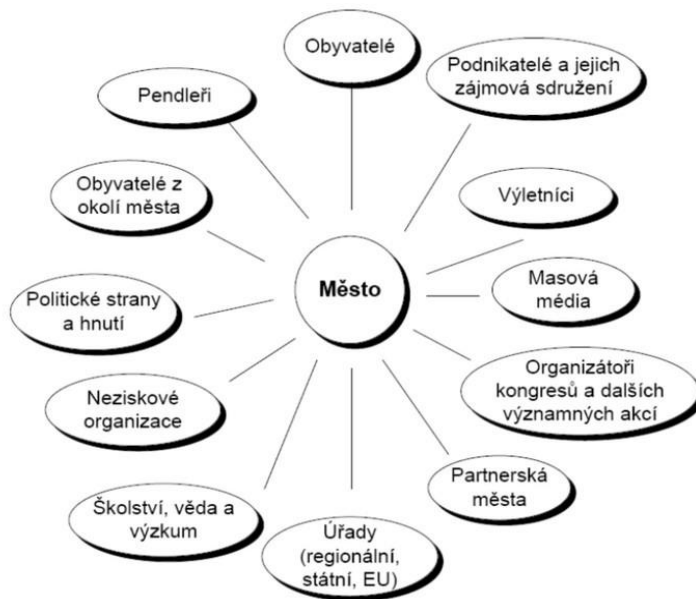 Obyvatelé
Podnikatelé a jejich
zájmová sdružení
Pendleři
Obyvatelé z
okolí města
Výletníci
Město
Masová
média
Politické strany
a hnutí
Organizátoři
kongresů a dalších
významných akcí
Neziskové
organizace
Partnerská
města
Školství, věda a
výzkum
Úřady
(regionální,
státní, EU)